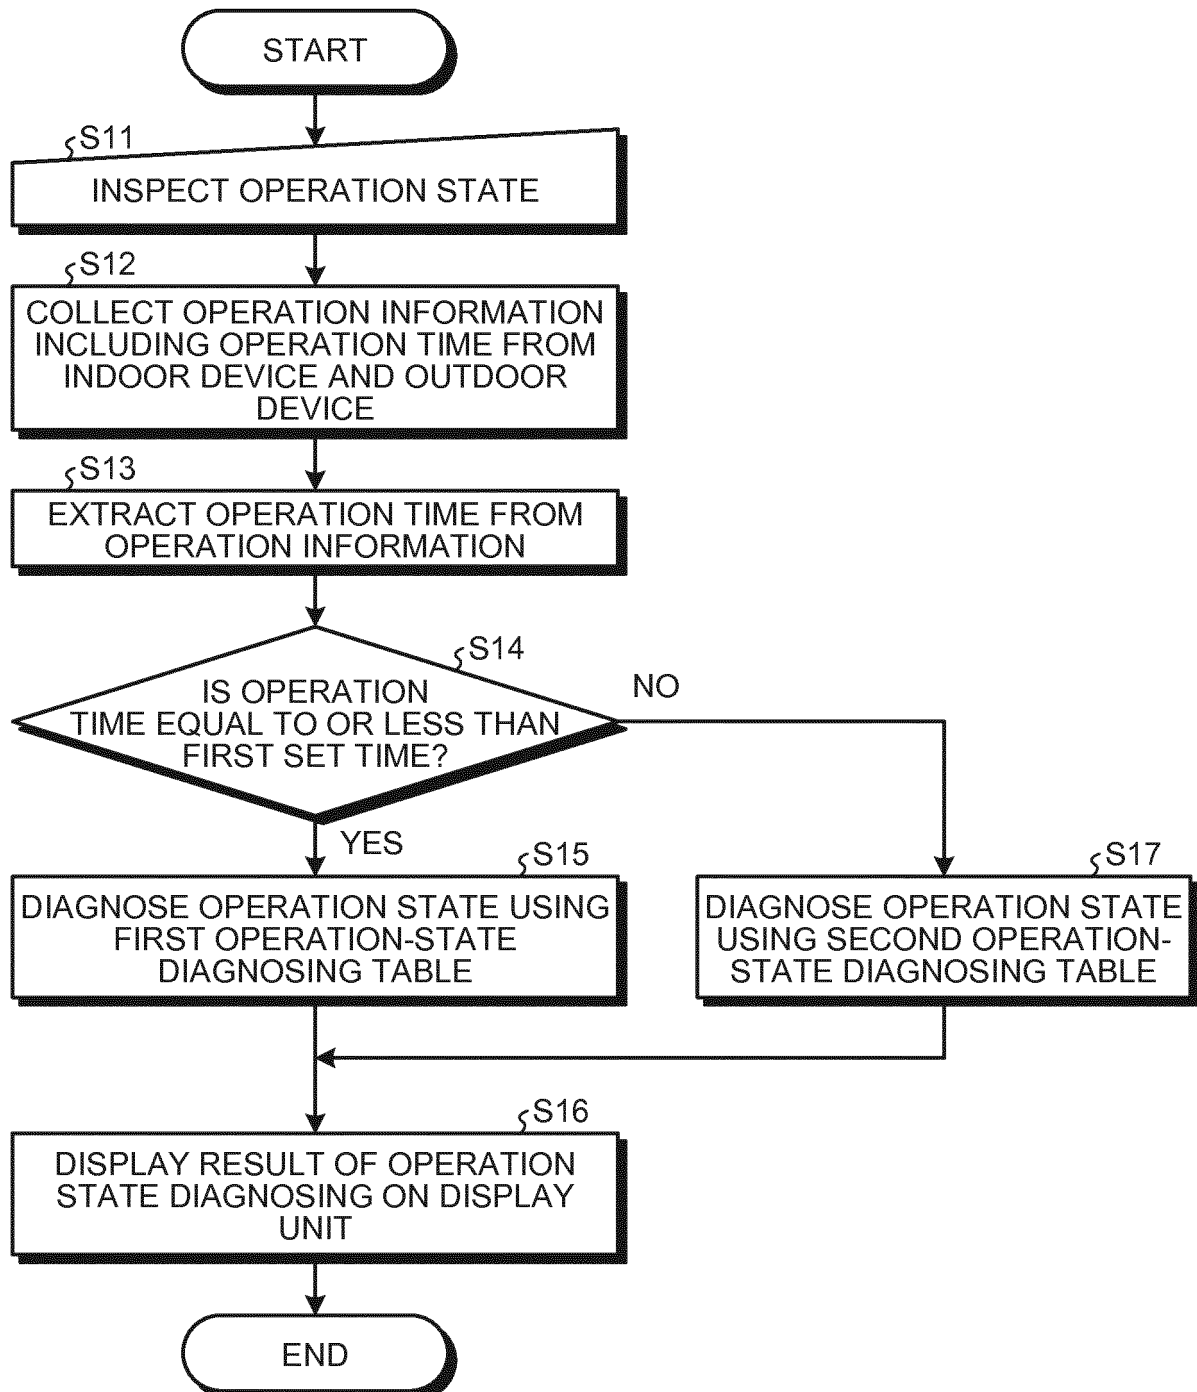 START
S11
INSPECT OPERATION STATE
S12
COLLECT OPERATION INFORMATION
INCLUDING OPERATION TIME FROM
INDOOR DEVICE AND OUTDOOR
DEVICE
S13
EXTRACT OPERATION TIME FROM
OPERATION INFORMATION
S14
IS OPERATION
TIME EQUAL TO OR LESS THAN
FIRST SET TIME?
NO
YES
S15
DIAGNOSE OPERATION STATE USING
FIRST OPERATION-STATE
DIAGNOSING TABLE
S17
DIAGNOSE OPERATION STATE
USING SECOND OPERATION-
STATE DIAGNOSING TABLE
S16
DISPLAY RESULT OF OPERATION
STATE DIAGNOSING ON DISPLAY
UNIT
END